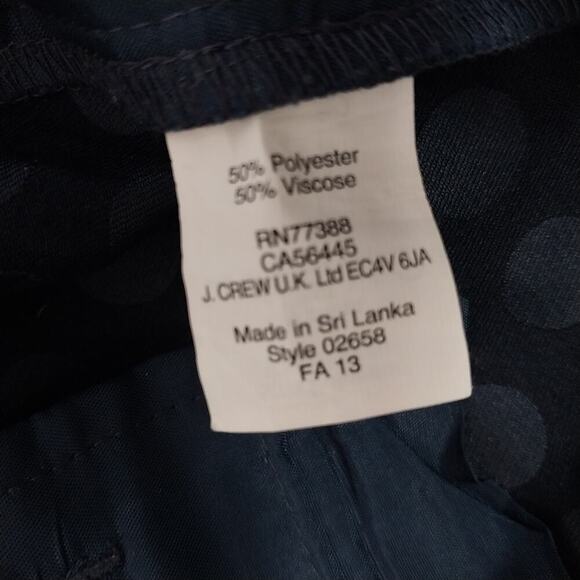 50% Polyester
50% Viscose
RN77388
CA56445
J. CREW U.K. Ltd EC4V 6JA
Made in Sri Lanka
Style 02658
FA 13